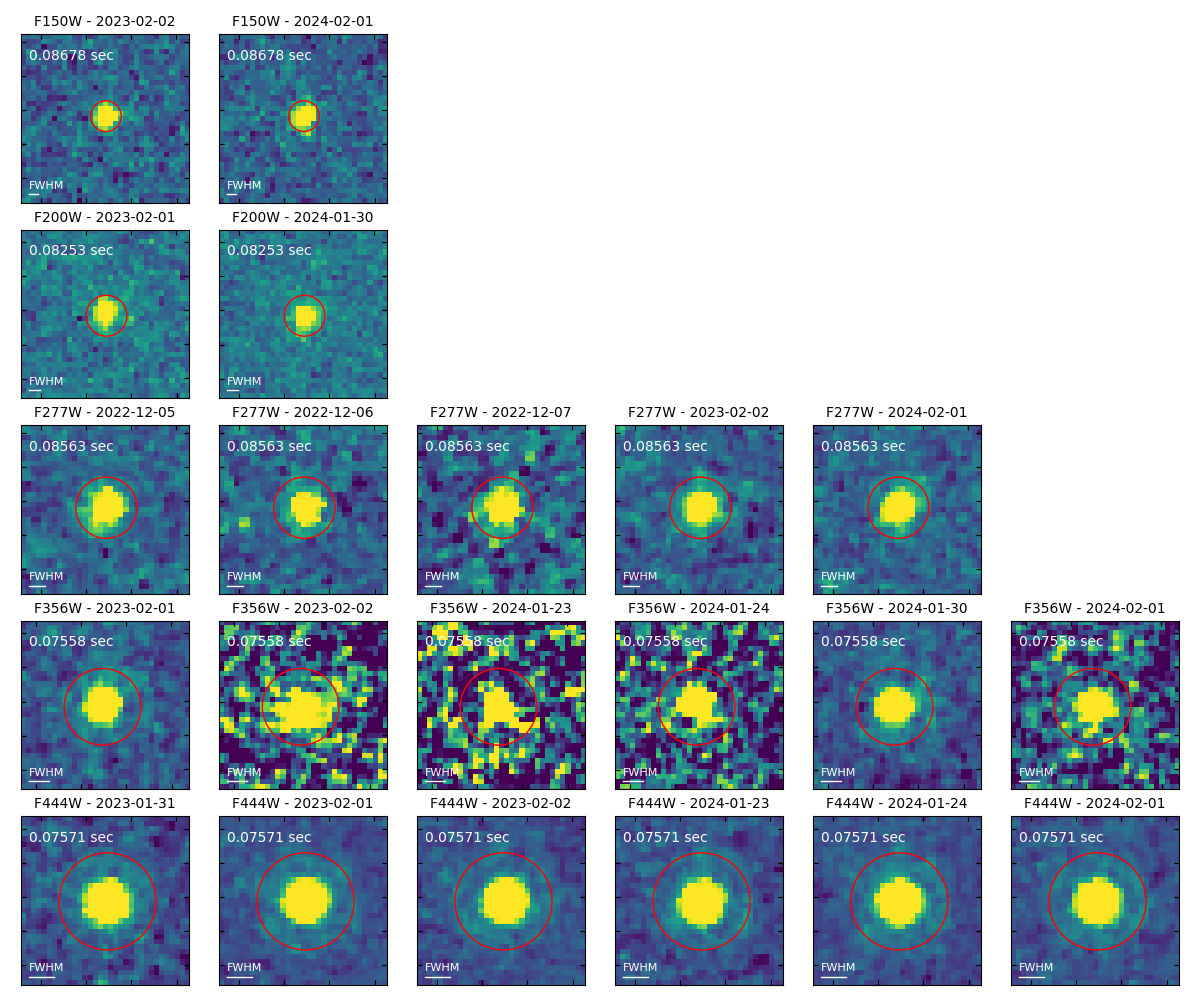 F150W - 2023-02-02
F150W - 2024-02-01
0.08678 sec
0.08678 sec
FWHM
FWHM
F200W - 2023-02-01
F200W - 2024-01-30
0.08253 sec
0.08253 sec
FWHM
FWHM
F277W - 2022-12-05
F277W - 2022-12-06
F277W - 2022-12-07
F277W - 2023-02-02
F277W - 2024-02-01
0.08563 sec
0.08563 sec
0.08563 sec
0.08563 sec
0.08563 sec
FWHM
FWHM
FWHM
FWHM
FWHM
F356W - 2023-02-01
F356W - 2023-02-02
F356W - 2024-01-23
F356W - 2024-01-24
F356W - 2024-01-30
F356W - 2024-02-01
0.07558 sec
0.07558 sec
0.07558 sec
0.07558 sec
0.07558 sec
0.07558 sec
FWHM
FWHM
FWHM
FWHM
FWHM
FWHM
F444W - 2023-01-31
F444W - 2023-02-01
F444W - 2023-02-02
F444W - 2024-01-23
F444W - 2024-01-24
F444W - 2024-02-01
0.07571 sec
0.07571 sec
0.07571 sec
0.07571 sec
0.07571 sec
0.07571 sec
FWHM
FWHM
FWHM
FWHM
FWHM
FWHM